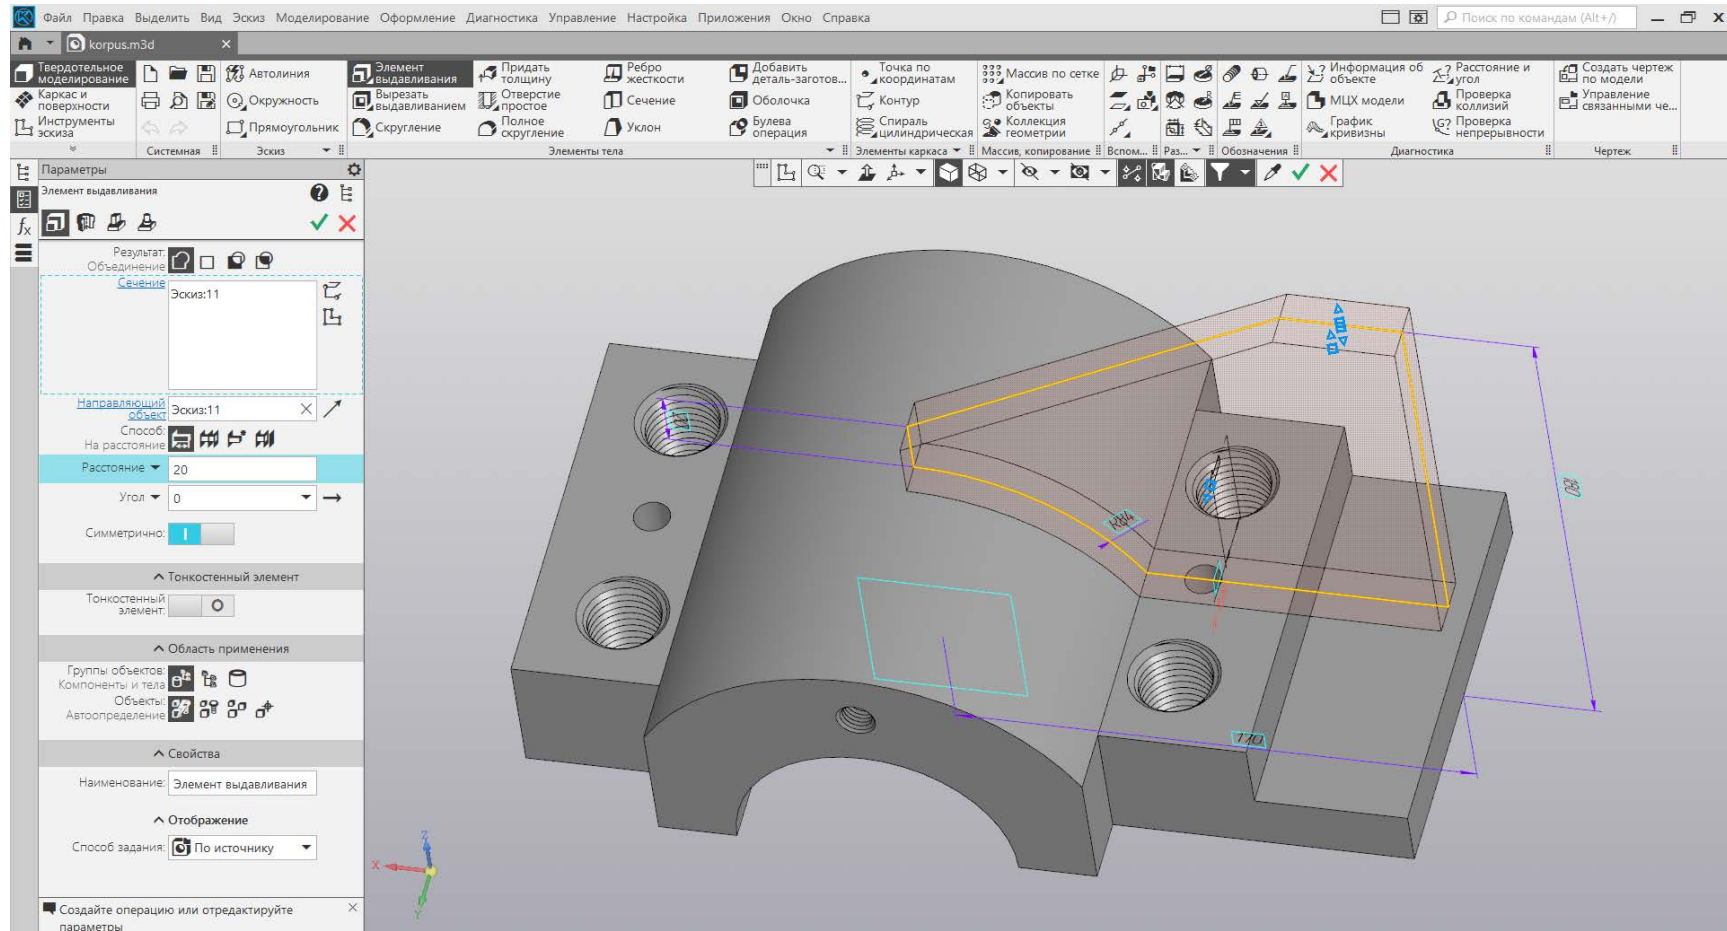 Файл Правка Выделить Вид Эскиз Моделирование Оформление Диагностика Управление Настройка Приложения Окно Справка
Поиск по командам (Alt+/)
korpus.m3d
Твердотельное моделирование
Каркас и поверхности
Инструменты эскиза
Системная
Автолиния
Окружность
Прямоугольник
Эскиз
Элемент выдавливания
Вырезать выдавливанием
Скругление
Придать толщину
Отверстие простое
Полное скругление
Ребро жесткости
Сечение
Уклон
Добавить деталь-заготов...
Оболочка
Булева операция
Элементы тела
Точка по координатам
Контур
Спираль цилиндрическая
Элементы каркаса
Массив по сетке
Копировать объекты
Коллекция геометрии
Массив, копирование
Вспом...
Раз...
Обозначения
Информация об объекте
МЦХ модели
График кривизны
Расстояние и угол
Проверка коллизий
Проверка непрерывности
Диагностика
Создать чертеж по модели
Управление связанными че...
Чертеж
Параметры
Элемент выдавливания
Результат:
Объединение
Сечение
Эскиз:11
Направляющий объект
Эскиз:11
Способ:
На расстояние
Расстояние
20
Угол
0
Симметрично:
Тонкостенный элемент
Тонкостенный элемент:
Область применения
Группы объектов:
Компоненты и тела
Объекты:
Автоопределение
Свойства
Наименование:
Элемент выдавливания
Отображение
Способ задания:
По источнику
Создайте операцию или отредактируйте
параметры
R84
150
110
Z
X
Y